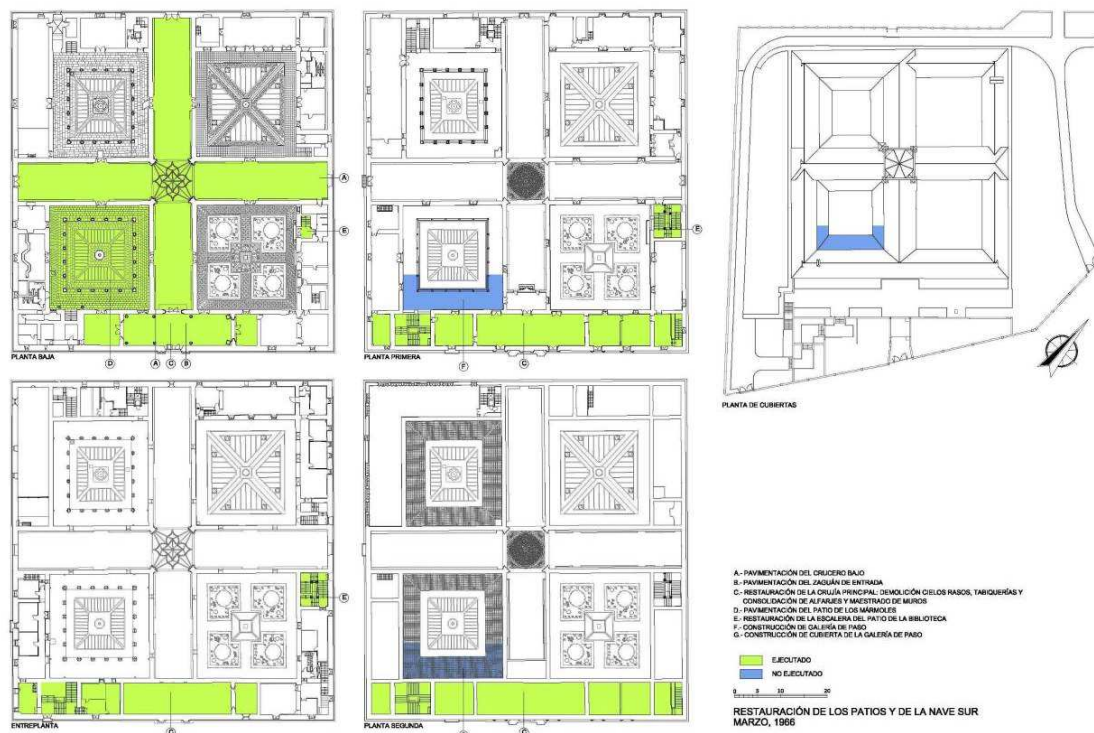 A
E
PLANTA BAJA
D
A
C
B
E
PLANTA PRIMERA
F
C
PLANTA DE CUBIERTAS
E
ENTREPLANTA
C
PLANTA SEGUNDA
C
A.- PAVIMENTACIÓN DEL CRUCERO BAJO
B.- PAVIMENTACIÓN DEL ZAGUÁN DE ENTRADA
C.- RESTAURACIÓN DE LA CRUJÍA PRINCIPAL: DEMOLICIÓN CIELOS RASOS, TABIQUERÍAS Y
CONSOLIDACIÓN DE ALFARJES Y MAESTRADO DE MUROS
D.- PAVIMENTACIÓN DEL PATIO DE LOS MÁRMOLES
E.- RESTAURACIÓN DE LA ESCALERA DEL PATIO DE LA BIBLIOTECA
F.- CONSTRUCCIÓN DE GALERÍA DE PASO
G.- CONSTRUCCIÓN DE CUBIERTA DE LA GALERÍA DE PASO
EJECUTADO
NO EJECUTADO
0 5 10 20
RESTAURACIÓN DE LOS PATIOS Y DE LA NAVE SUR
MARZO, 1966